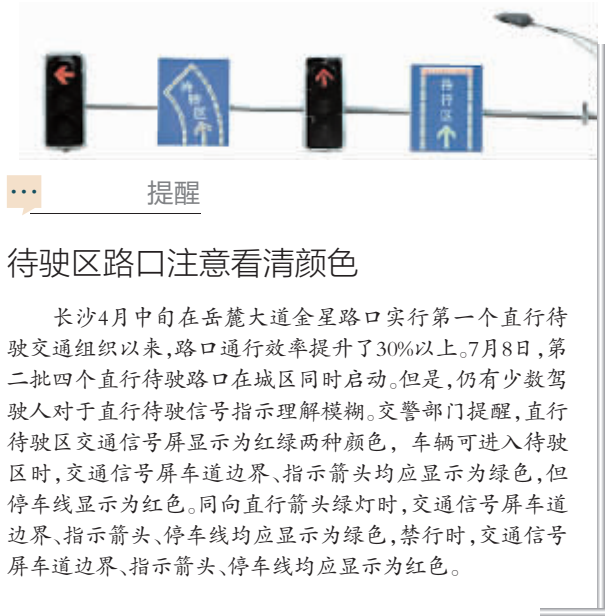 待转区
待行区
提醒
待驶区路口注意看清颜色
长沙4月中旬在岳麓大道金星路口实行第一个直行待
驶交通组织以来,路口通行效率提升了30%以上。7月8日,第
二批四个直行待驶路口在城区同时启动。但是,仍有少数驾
驶人对于直行待驶信号指示理解模糊。交警部门提醒,直行
待驶区交通信号屏显示为红绿两种颜色，车辆可进入待驶
区时,交通信号屏车道边界、指示箭头均应显示为绿色,但
停车线显示为红色。同向直行箭头绿灯时,交通信号屏车道
边界、指示箭头、停车线均应显示为绿色,禁行时,交通信号
屏车道边界、指示箭头、停车线均应显示为红色。